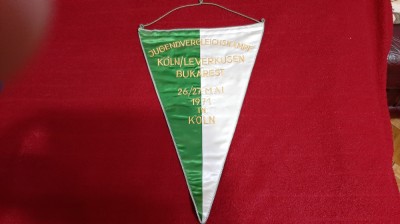 JUGENDVERGLEICHSKAMPF
KÖLN/LEVERKUSEN
BUKAREST
26/27 MAI
1971
IN
KÖLN